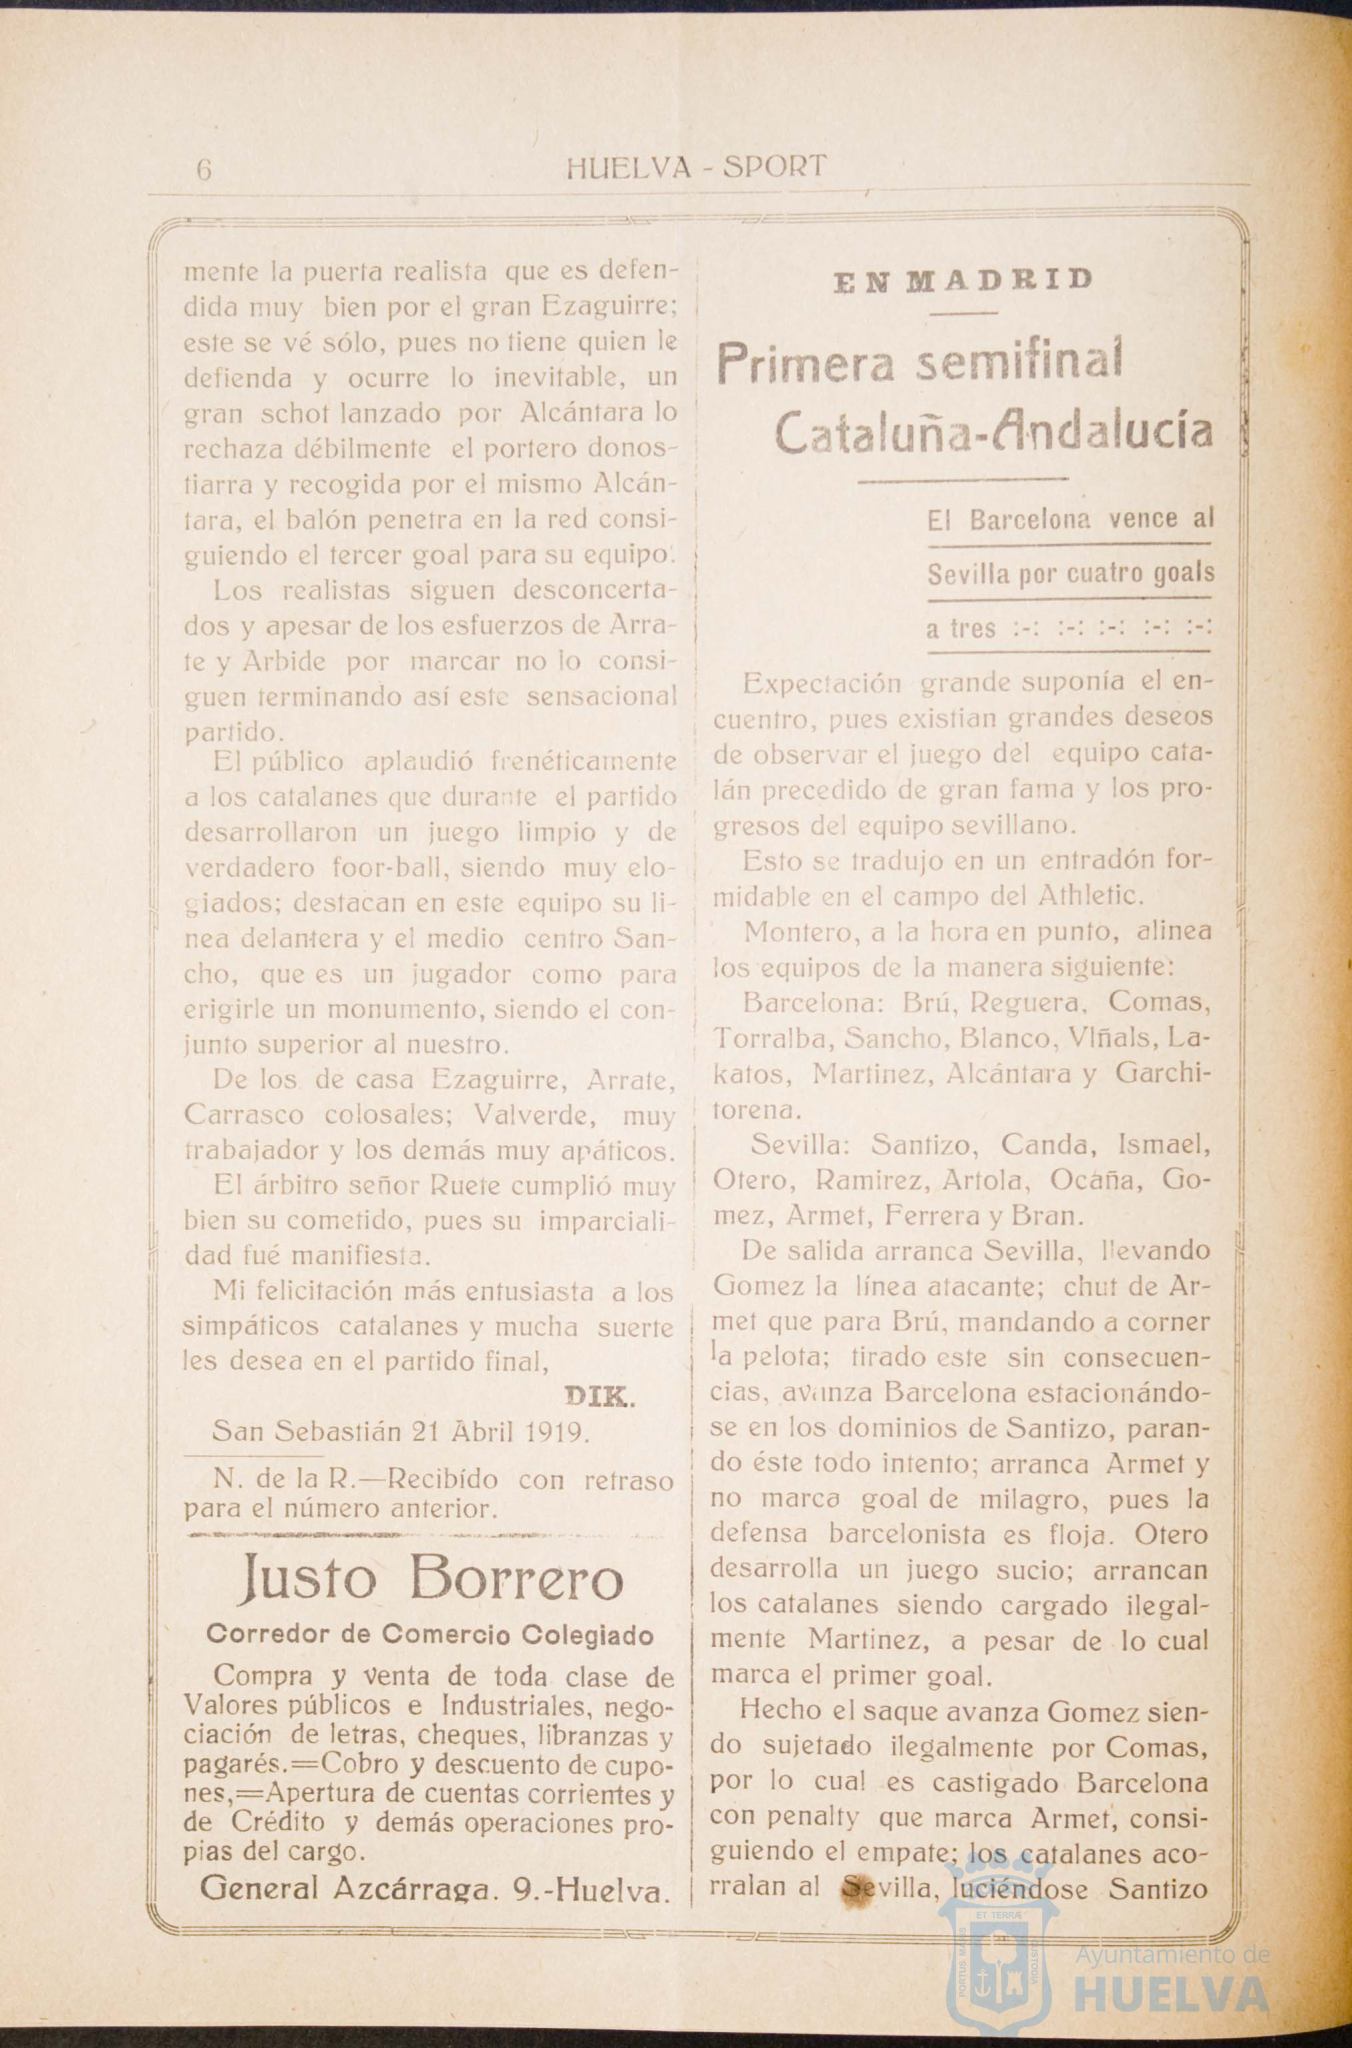 6
HUELVA - SPORT
mente la puerta realista que es defen-
dida muy bien por el gran Ezaguirre;
este se vé sólo, pues no tiene quien le
defienda y ocurre lo inevitable, un
gran schot lanzado por Alcántara lo
rechaza débilmente el portero donos-
tiarra y recogida por el mismo Alcán-
tara, el balón penetra en la red consi-
guiendo el tercer goal para su equipo.
Los realistas siguen desconcerta-
dos y apesar de los esfuerzos de Arra-
te y Arbide por marcar no lo consi-
guen terminando así este sensacional
partido.
El público aplaudió frenéticamente
a los catalanes que durante el partido
desarrollaron un juego limpio y de
verdadero foor-ball, siendo muy elo-
giados; destacan en este equipo su li-
nea delantera y el medio centro San-
cho, que es un jugador como para
erigirle un monumento, siendo el con-
junto superior al nuestro.
De los de casa Ezaguirre, Arrate,
Carrasco colosales; Valverde, muy
trabajador y los demás muy apáticos.
El árbitro señor Ruete cumplió muy
bien su cometido, pues su imparciali-
dad fué manifiesta.
Mi felicitación más entusiasta a los
simpáticos catalanes y mucha suerte
les desea en el partido final,
DIK.
San Sebastián 21 Abril 1919.
N. de la R.—Recibído con retraso
para el número anterior.
Justo Borrero
Corredor de Comercio Colegiado
Compra y venta de toda clase de
Valores públicos e Industriales, nego-
ciación de letras, cheques, libranzas y
pagarés.=Cobro y descuento de cupo-
nes,=Apertura de cuentas corrientes y
de Crédito y demás operaciones pro-
pias del cargo.
General Azcárraga. 9.-Huelva.
EN MADRID
Primera semifinal
Cataluña-Andalucía
El Barcelona vence al
Sevilla por cuatro goals
a tres :-: :-: :-: :-: :-:
Expectación grande suponía el en-
cuentro, pues existian grandes deseos
de observar el juego del equipo cata-
lán precedido de gran fama y los pro-
gresos del equipo sevillano.
Esto se tradujo en un entradón for-
midable en el campo del Athletic.
Montero, a la hora en punto, alinea
los equipos de la manera siguiente:
Barcelona: Brú, Reguera, Comas,
Torralba, Sancho, Blanco, VIñals, La-
katos, Martinez, Alcántara y Garchi-
torena.
Sevilla: Santizo, Canda, Ismael,
Otero, Ramirez, Artola, Ocaña, Go-
mez, Armet, Ferrera y Bran.
De salida arranca Sevilla, llevando
Gomez la línea atacante; chut de Ar-
met que para Brú, mandando a corner
la pelota; tirado este sin consecuen-
cias, avanza Barcelona estacionándo-
se en los dominios de Santizo, paran-
do éste todo intento; arranca Armet y
no marca goal de milagro, pues la
defensa barcelonista es floja. Otero
desarrolla un juego sucio; arrancan
los catalanes siendo cargado ilegal-
mente Martinez, a pesar de lo cual
marca el primer goal.
Hecho el saque avanza Gomez sien-
do sujetado ilegalmente por Comas,
por lo cual es castigado Barcelona
con penalty que marca Armet, consi-
guiendo el empate; los catalanes aco-
rralan al Sevilla, luciéndose Santizo
PORTUS MARIS
ET TERRÆ
CUSTODIA
Ayuntamiento de
HUELVA